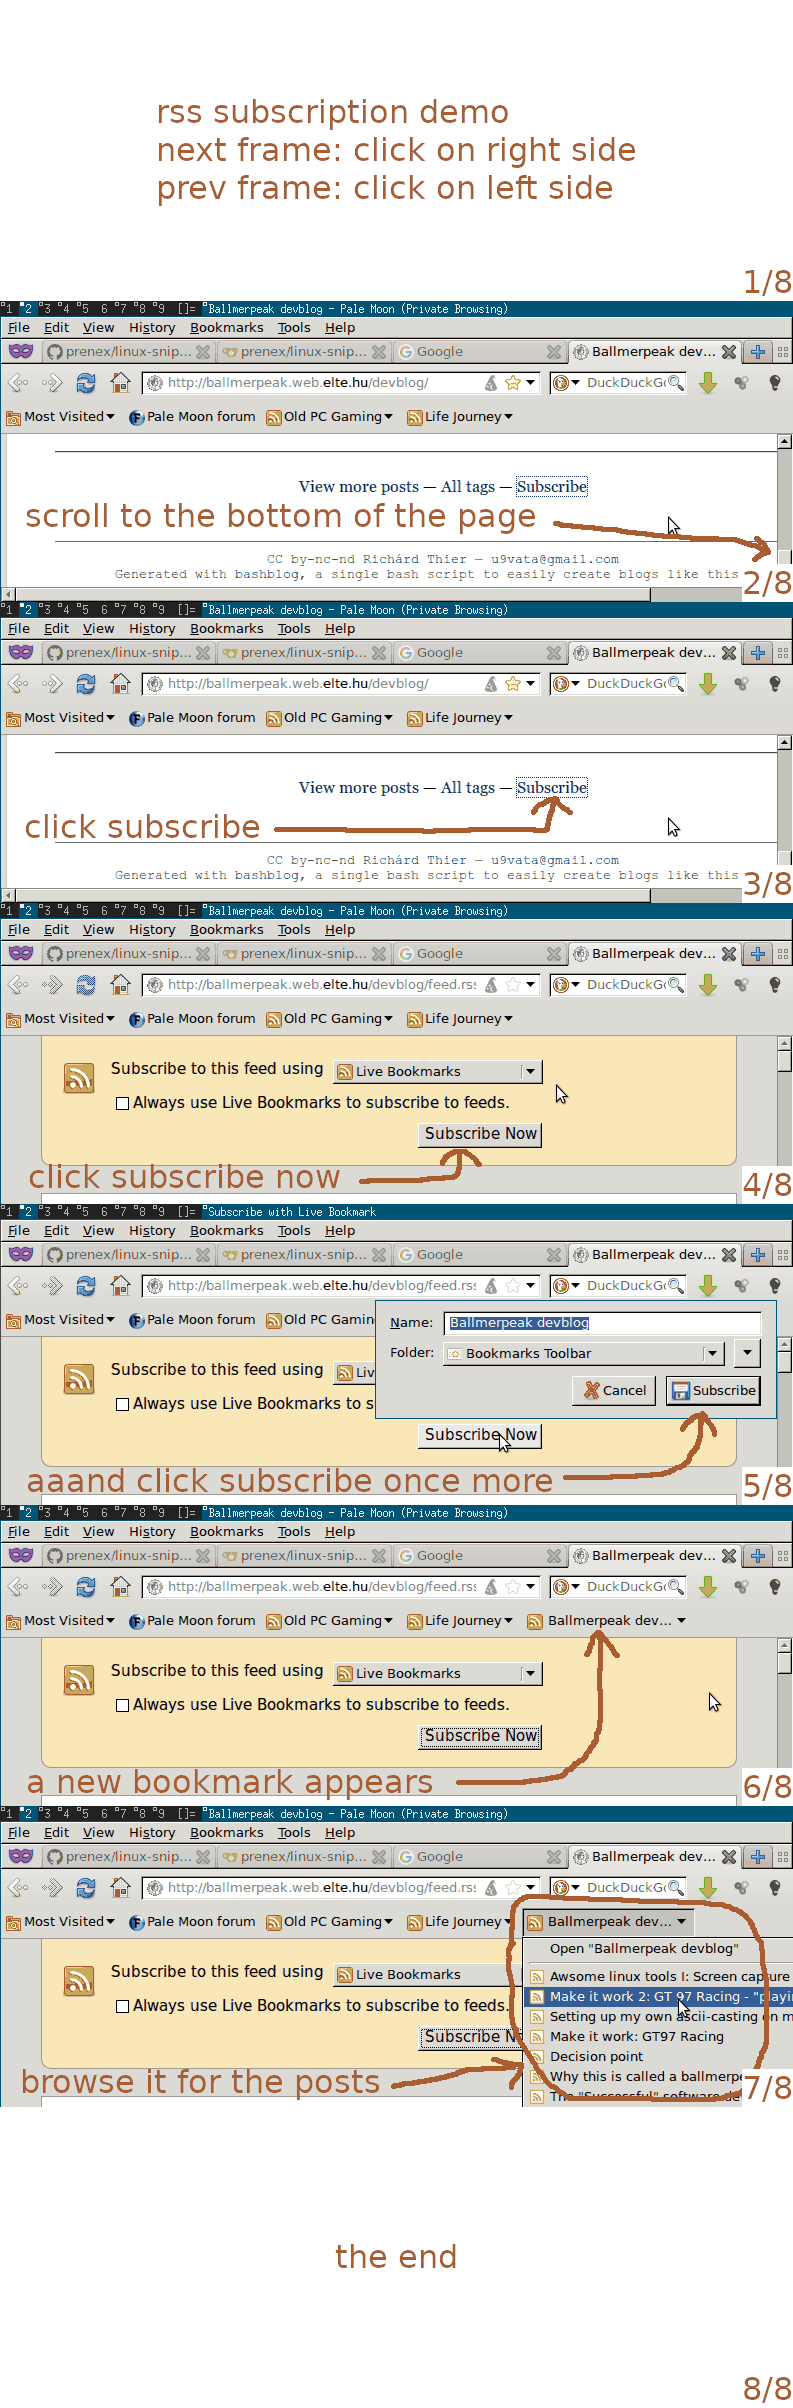 rss subscription demo
next frame: click on right side
prev frame: click on left side
1/8
1 2 3 4 5 6 7 8 9 []= Ballmerpeak devblog - Pale Moon (Private Browsing)
File Edit View History Bookmarks Tools Help
prenex/linux-snip... prenex/linux-snip... Google Ballmerpeak dev...
http://ballmerpeak.web.elte.hu/devblog/ DuckDuckG
Most Visited Pale Moon forum Old PC Gaming Life Journey
View more posts — All tags — Subscribe
scroll to the bottom of the page
CC by-nc-nd Richárd Thier — u9vata@gmail.com
Generated with bashblog, a single bash script to easily create blogs like this
2/8
1 2 3 4 5 6 7 8 9 []= Ballmerpeak devblog - Pale Moon (Private Browsing)
File Edit View History Bookmarks Tools Help
prenex/linux-snip... prenex/linux-snip... Google Ballmerpeak dev...
http://ballmerpeak.web.elte.hu/devblog/ DuckDuckG
Most Visited Pale Moon forum Old PC Gaming Life Journey
View more posts — All tags — Subscribe
click subscribe
CC by-nc-nd Richárd Thier — u9vata@gmail.com
Generated with bashblog, a single bash script to easily create blogs like this
3/8
1 2 3 4 5 6 7 8 9 []= Ballmerpeak devblog - Pale Moon (Private Browsing)
File Edit View History Bookmarks Tools Help
prenex/linux-snip... prenex/linux-snip... Google Ballmerpeak dev...
http://ballmerpeak.web.elte.hu/devblog/feed.rss DuckDuckG
Most Visited Pale Moon forum Old PC Gaming Life Journey
Subscribe to this feed using Live Bookmarks
Always use Live Bookmarks to subscribe to feeds.
Subscribe Now
click subscribe now
4/8
1 2 3 4 5 6 7 8 9 []= Subscribe with Live Bookmark
File Edit View History Bookmarks Tools Help
prenex/linux-snip... prenex/linux-snip... Google Ballmerpeak dev...
http://ballmerpeak.web.elte.hu/devblog/feed.rss DuckDuckG
Most Visited Pale Moon forum Old PC Gamin
Name: Ballmerpeak devblog
Folder: Bookmarks Toolbar
Subscribe to this feed using Liv
Cancel Subscribe
Always use Live Bookmarks to s
Subscribe Now
aaand click subscribe once more
5/8
1 2 3 4 5 6 7 8 9 []= Ballmerpeak devblog - Pale Moon (Private Browsing)
File Edit View History Bookmarks Tools Help
prenex/linux-snip... prenex/linux-snip... Google Ballmerpeak dev...
http://ballmerpeak.web.elte.hu/devblog/feed.rss DuckDuckG
Most Visited Pale Moon forum Old PC Gaming Life Journey Ballmerpeak dev...
Subscribe to this feed using Live Bookmarks
Always use Live Bookmarks to subscribe to feeds.
Subscribe Now
a new bookmark appears
6/8
1 2 3 4 5 6 7 8 9 []= Ballmerpeak devblog - Pale Moon (Private Browsing)
File Edit View History Bookmarks Tools Help
prenex/linux-snip... prenex/linux-snip... Google Ballmerpeak dev...
http://ballmerpeak.web.elte.hu/devblog/feed.rss DuckDuckG
Most Visited Pale Moon forum Old PC Gaming Life Journey Ballmerpeak dev...
Open "Ballmerpeak devblog"
Subscribe to this feed using Live Bookmarks
Awsome linux tools I: Screen capture
Make it work 2: GT 97 Racing - "playi
Always use Live Bookmarks to subscribe to feeds.
Setting up my own ascii-casting on m
Subscribe No
Make it work: GT97 Racing
Decision point
Why this is called a ballmerpe
The "Successful" software de
browse it for the posts
7/8
the end
8/8